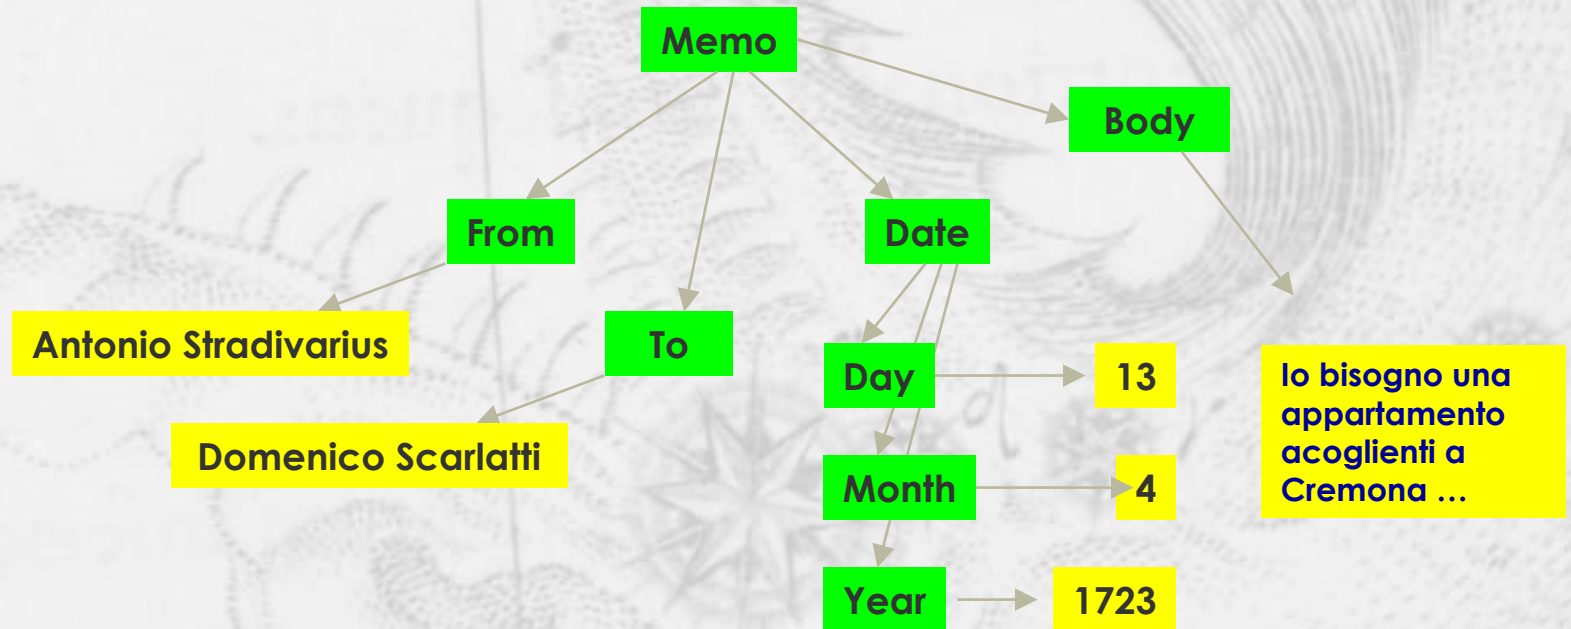 Memo
Body
From
Date
Antonio Stradivarius
To
Day
13
Io bisogno una
appartamento
acoglienti a
Cremona ...
Domenico Scarlatti
Month
4
Year
1723